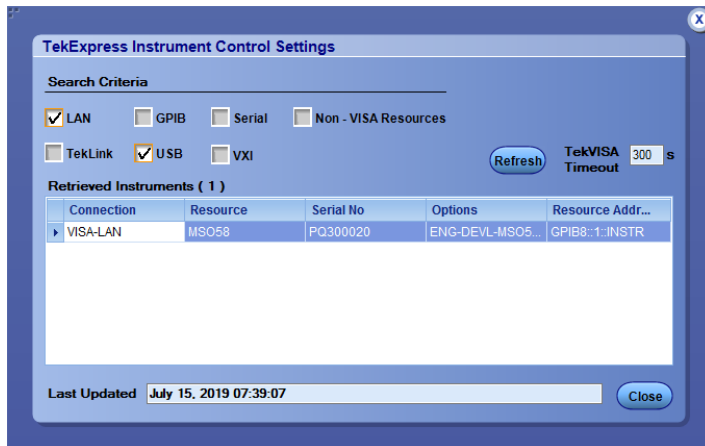 X
TekExpress Instrument Control Settings
Search Criteria
LAN GPIB Serial Non - VISA Resources
TekLink USB VXI Refresh TekVISA Timeout 300 s
Retrieved Instruments ( 1 )
Connection Resource Serial No Options Resource Addr...
VISA-LAN MSO58 PQ300020 ENG-DEVL-MSO5... GPIB8::1::INSTR
Last Updated July 15, 2019 07:39:07 Close